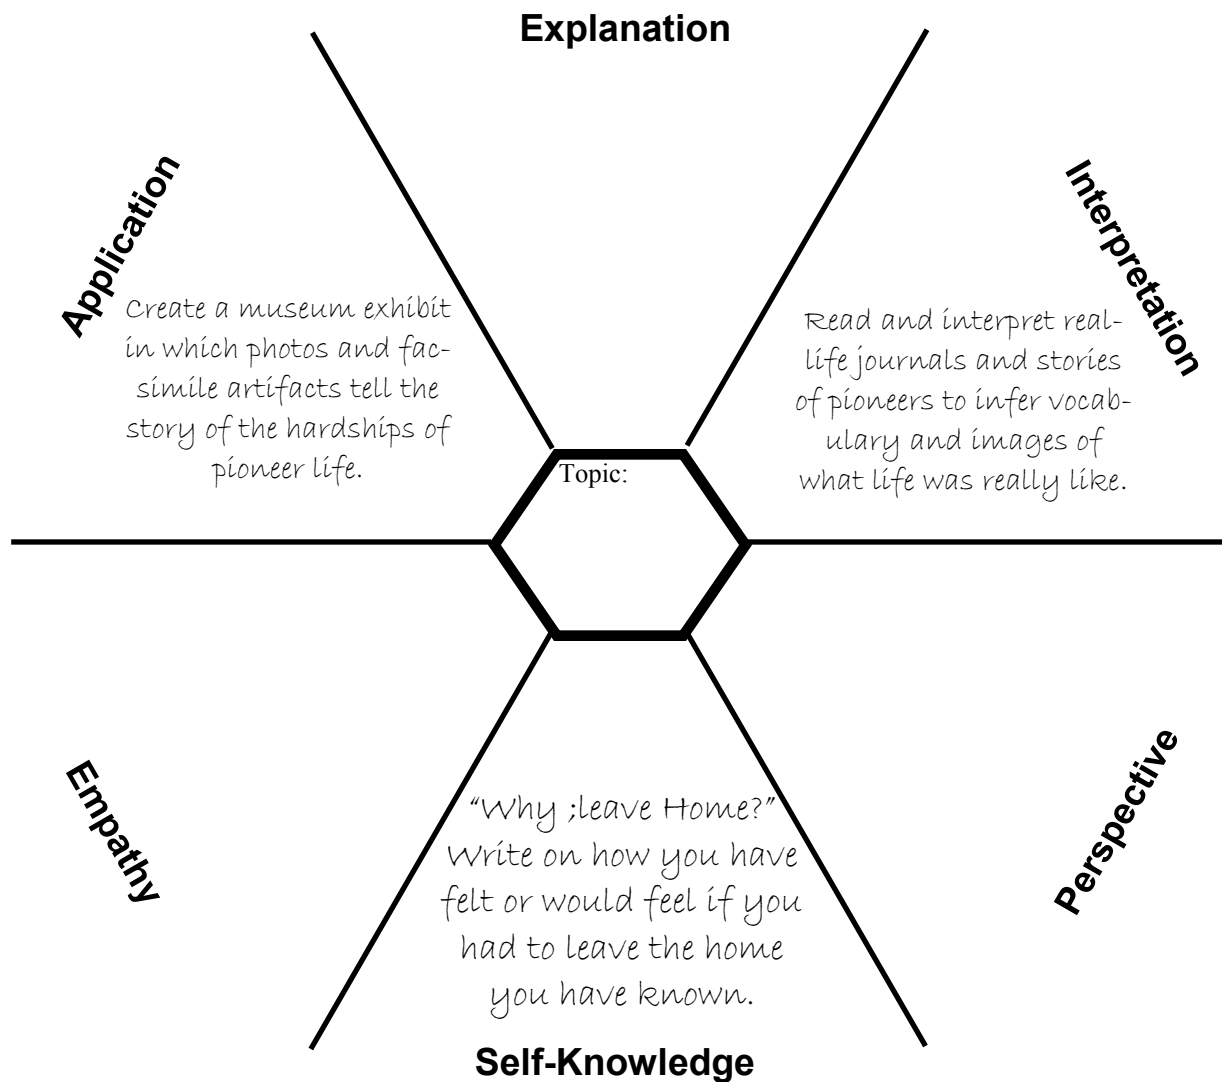 Explanation
Application
Create a museum exhibit
in which photos and fac-
simile artifacts tell the
story of the hardships of
pioneer life.
Interpretation
Read and interpret real-
life journals and stories
of pioneers to infer vocab-
ulary and images of
what life was really like.
Topic:
Empathy
"Why ;leave Home?"
Write on how you have
felt or would feel if you
had to leave the home
you have known.
Self-Knowledge
Perspective